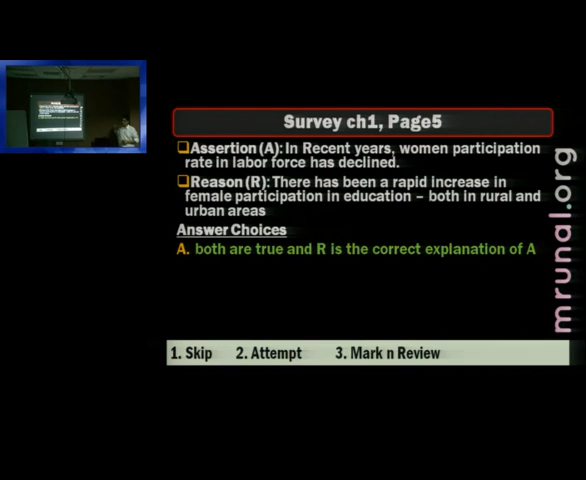 Survey ch1, Page5
❑Assertion (A): In Recent years, women participation
rate in labor force has declined.
❑Reason (R): There has been a rapid increase in
female participation in education – both in rural and
urban areas
Answer Choices
A. both are true and R is the correct explanation of A
1. Skip 2. Attempt 3. Mark n Review
mrunal.org